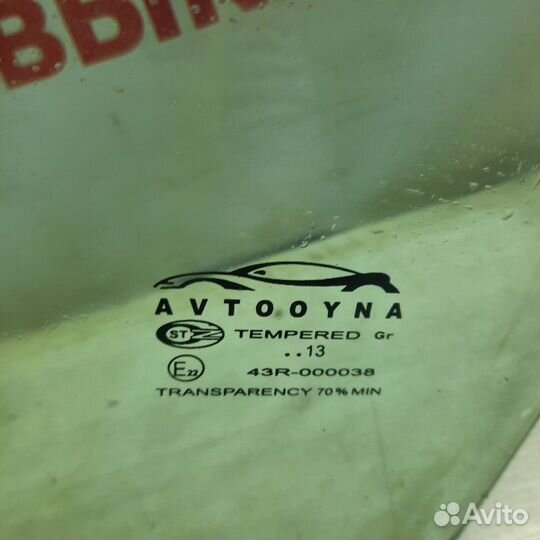 AVTOOYNA
ST TEMPERED Gr
..13
E22 43R-000038
TRANSPARENCY 70% MIN
Avito